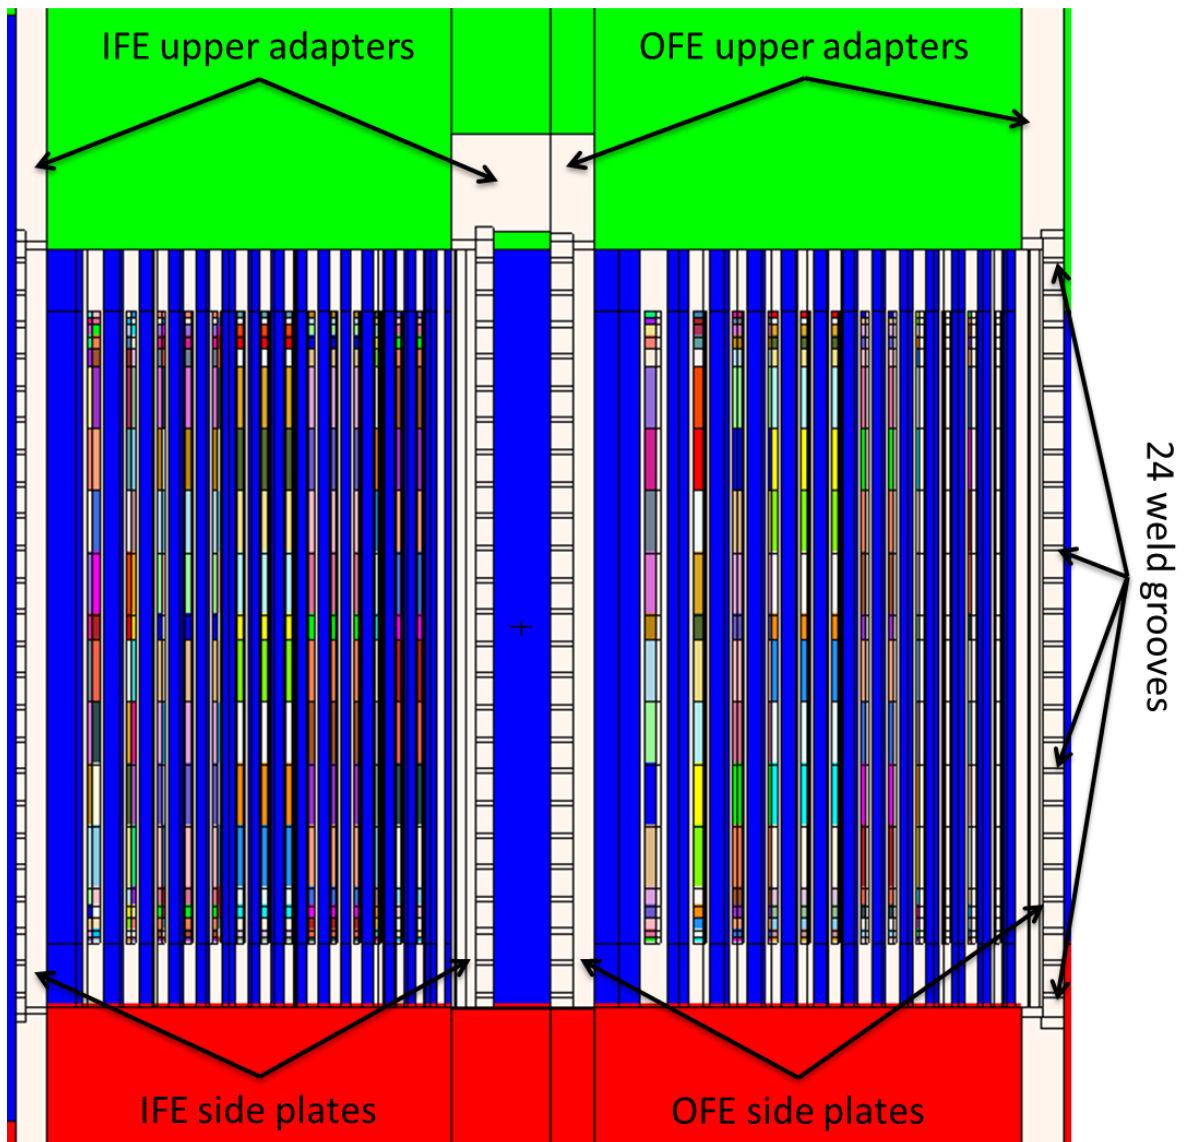 IFE upper adapters
OFE upper adapters
24 weld grooves
IFE side plates
OFE side plates